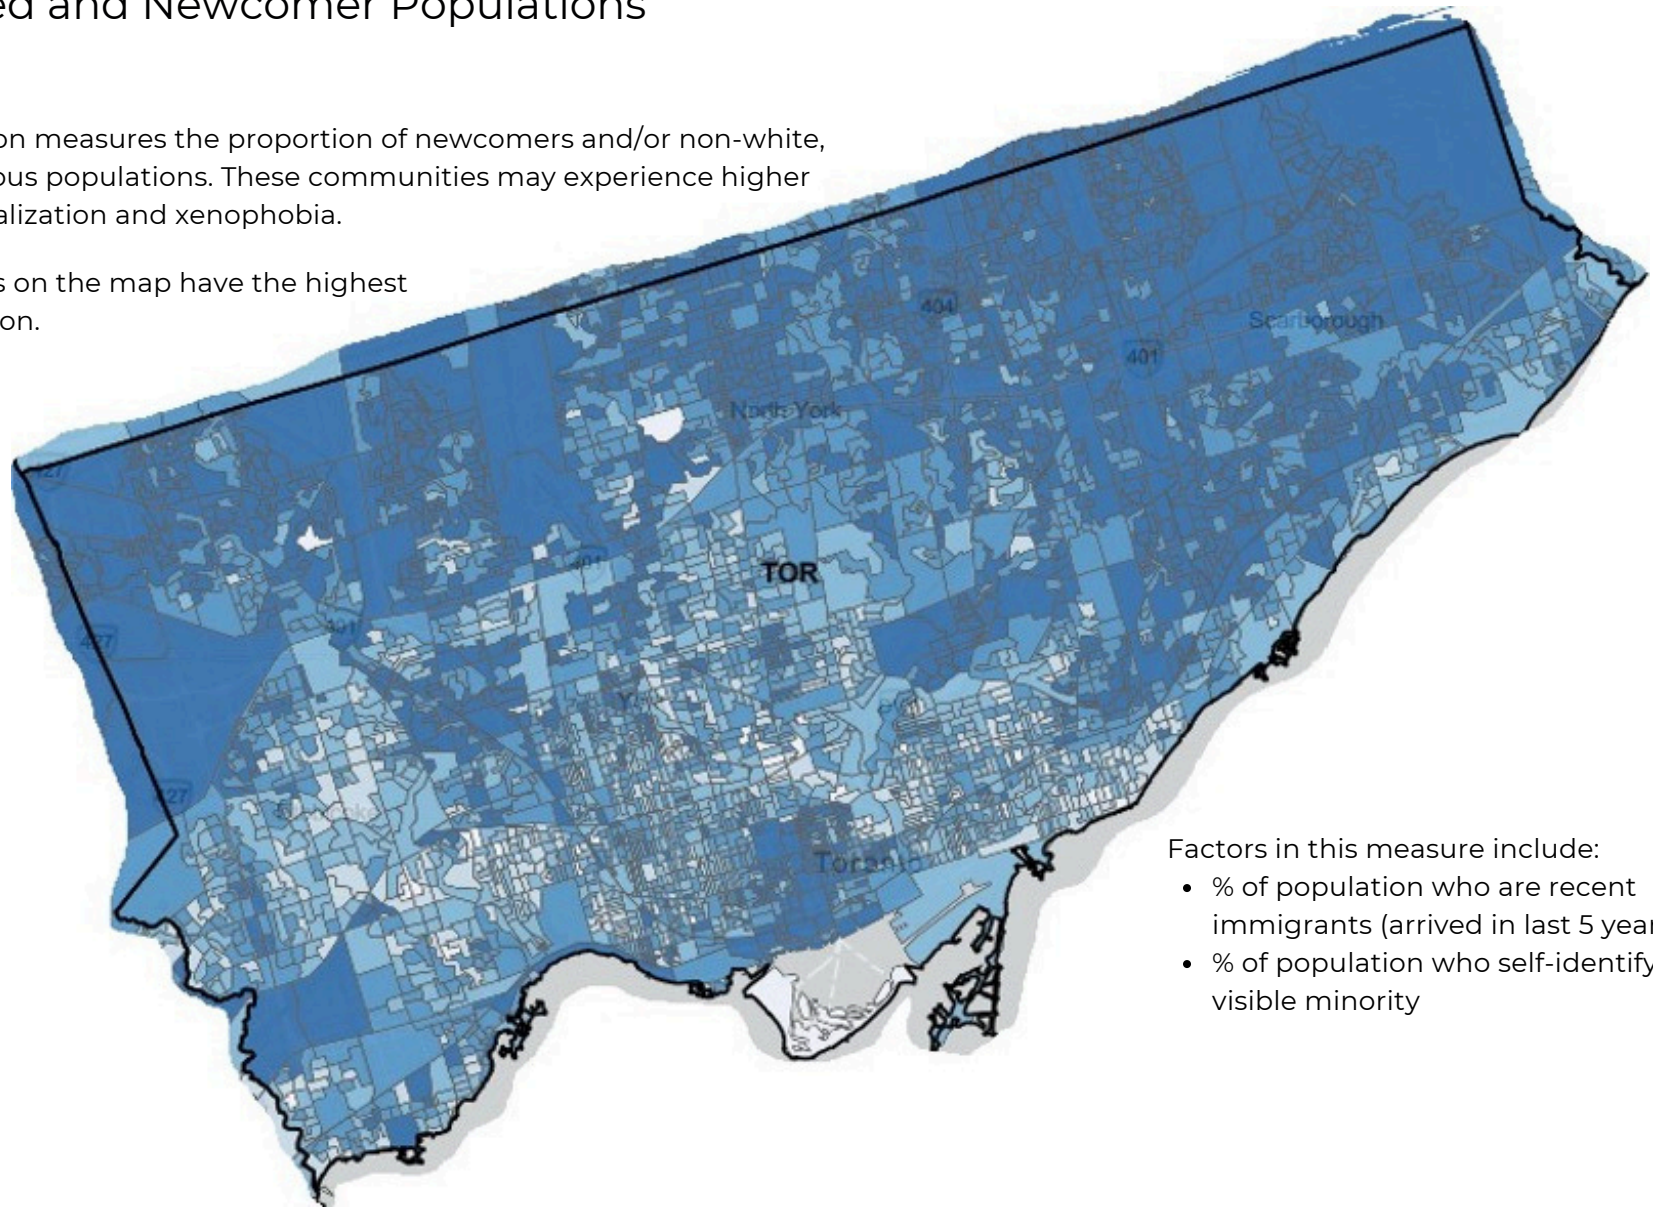 ed and Newcomer Populations
on measures the proportion of newcomers and/or non-white,
ous populations. These communities may experience higher
alization and xenophobia.
s on the map have the highest
on.
404
Scarborough
401
North York
427
401
TOR
401
427
York
427
Toronto
Factors in this measure include:
• % of population who are recent
immigrants (arrived in last 5 year
• % of population who self-identify
visible minority